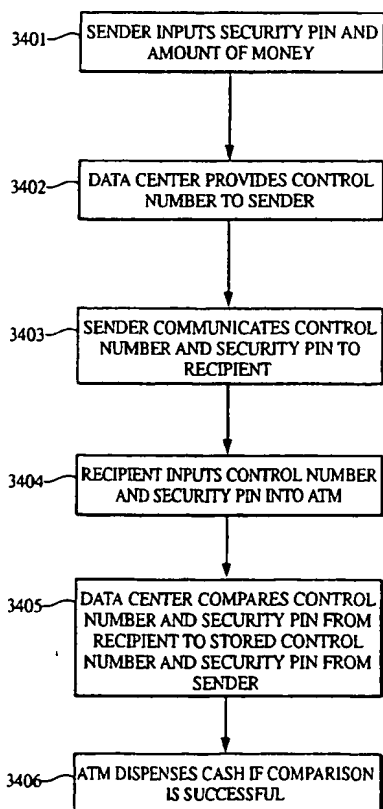 3401
SENDER INPUTS SECURITY PIN AND
AMOUNT OF MONEY
3402
DATA CENTER PROVIDES CONTROL
NUMBER TO SENDER
3403
SENDER COMMUNICATES CONTROL
NUMBER AND SECURITY PIN TO
RECIPIENT
3404
RECIPIENT INPUTS CONTROL NUMBER
AND SECURITY PIN INTO ATM
3405
DATA CENTER COMPARES CONTROL
NUMBER AND SECURITY PIN FROM
RECIPIENT TO STORED CONTROL
NUMBER AND SECURITY PIN FROM
SENDER
3406
ATM DISPENSES CASH IF COMPARISON
IS SUCCESSFUL